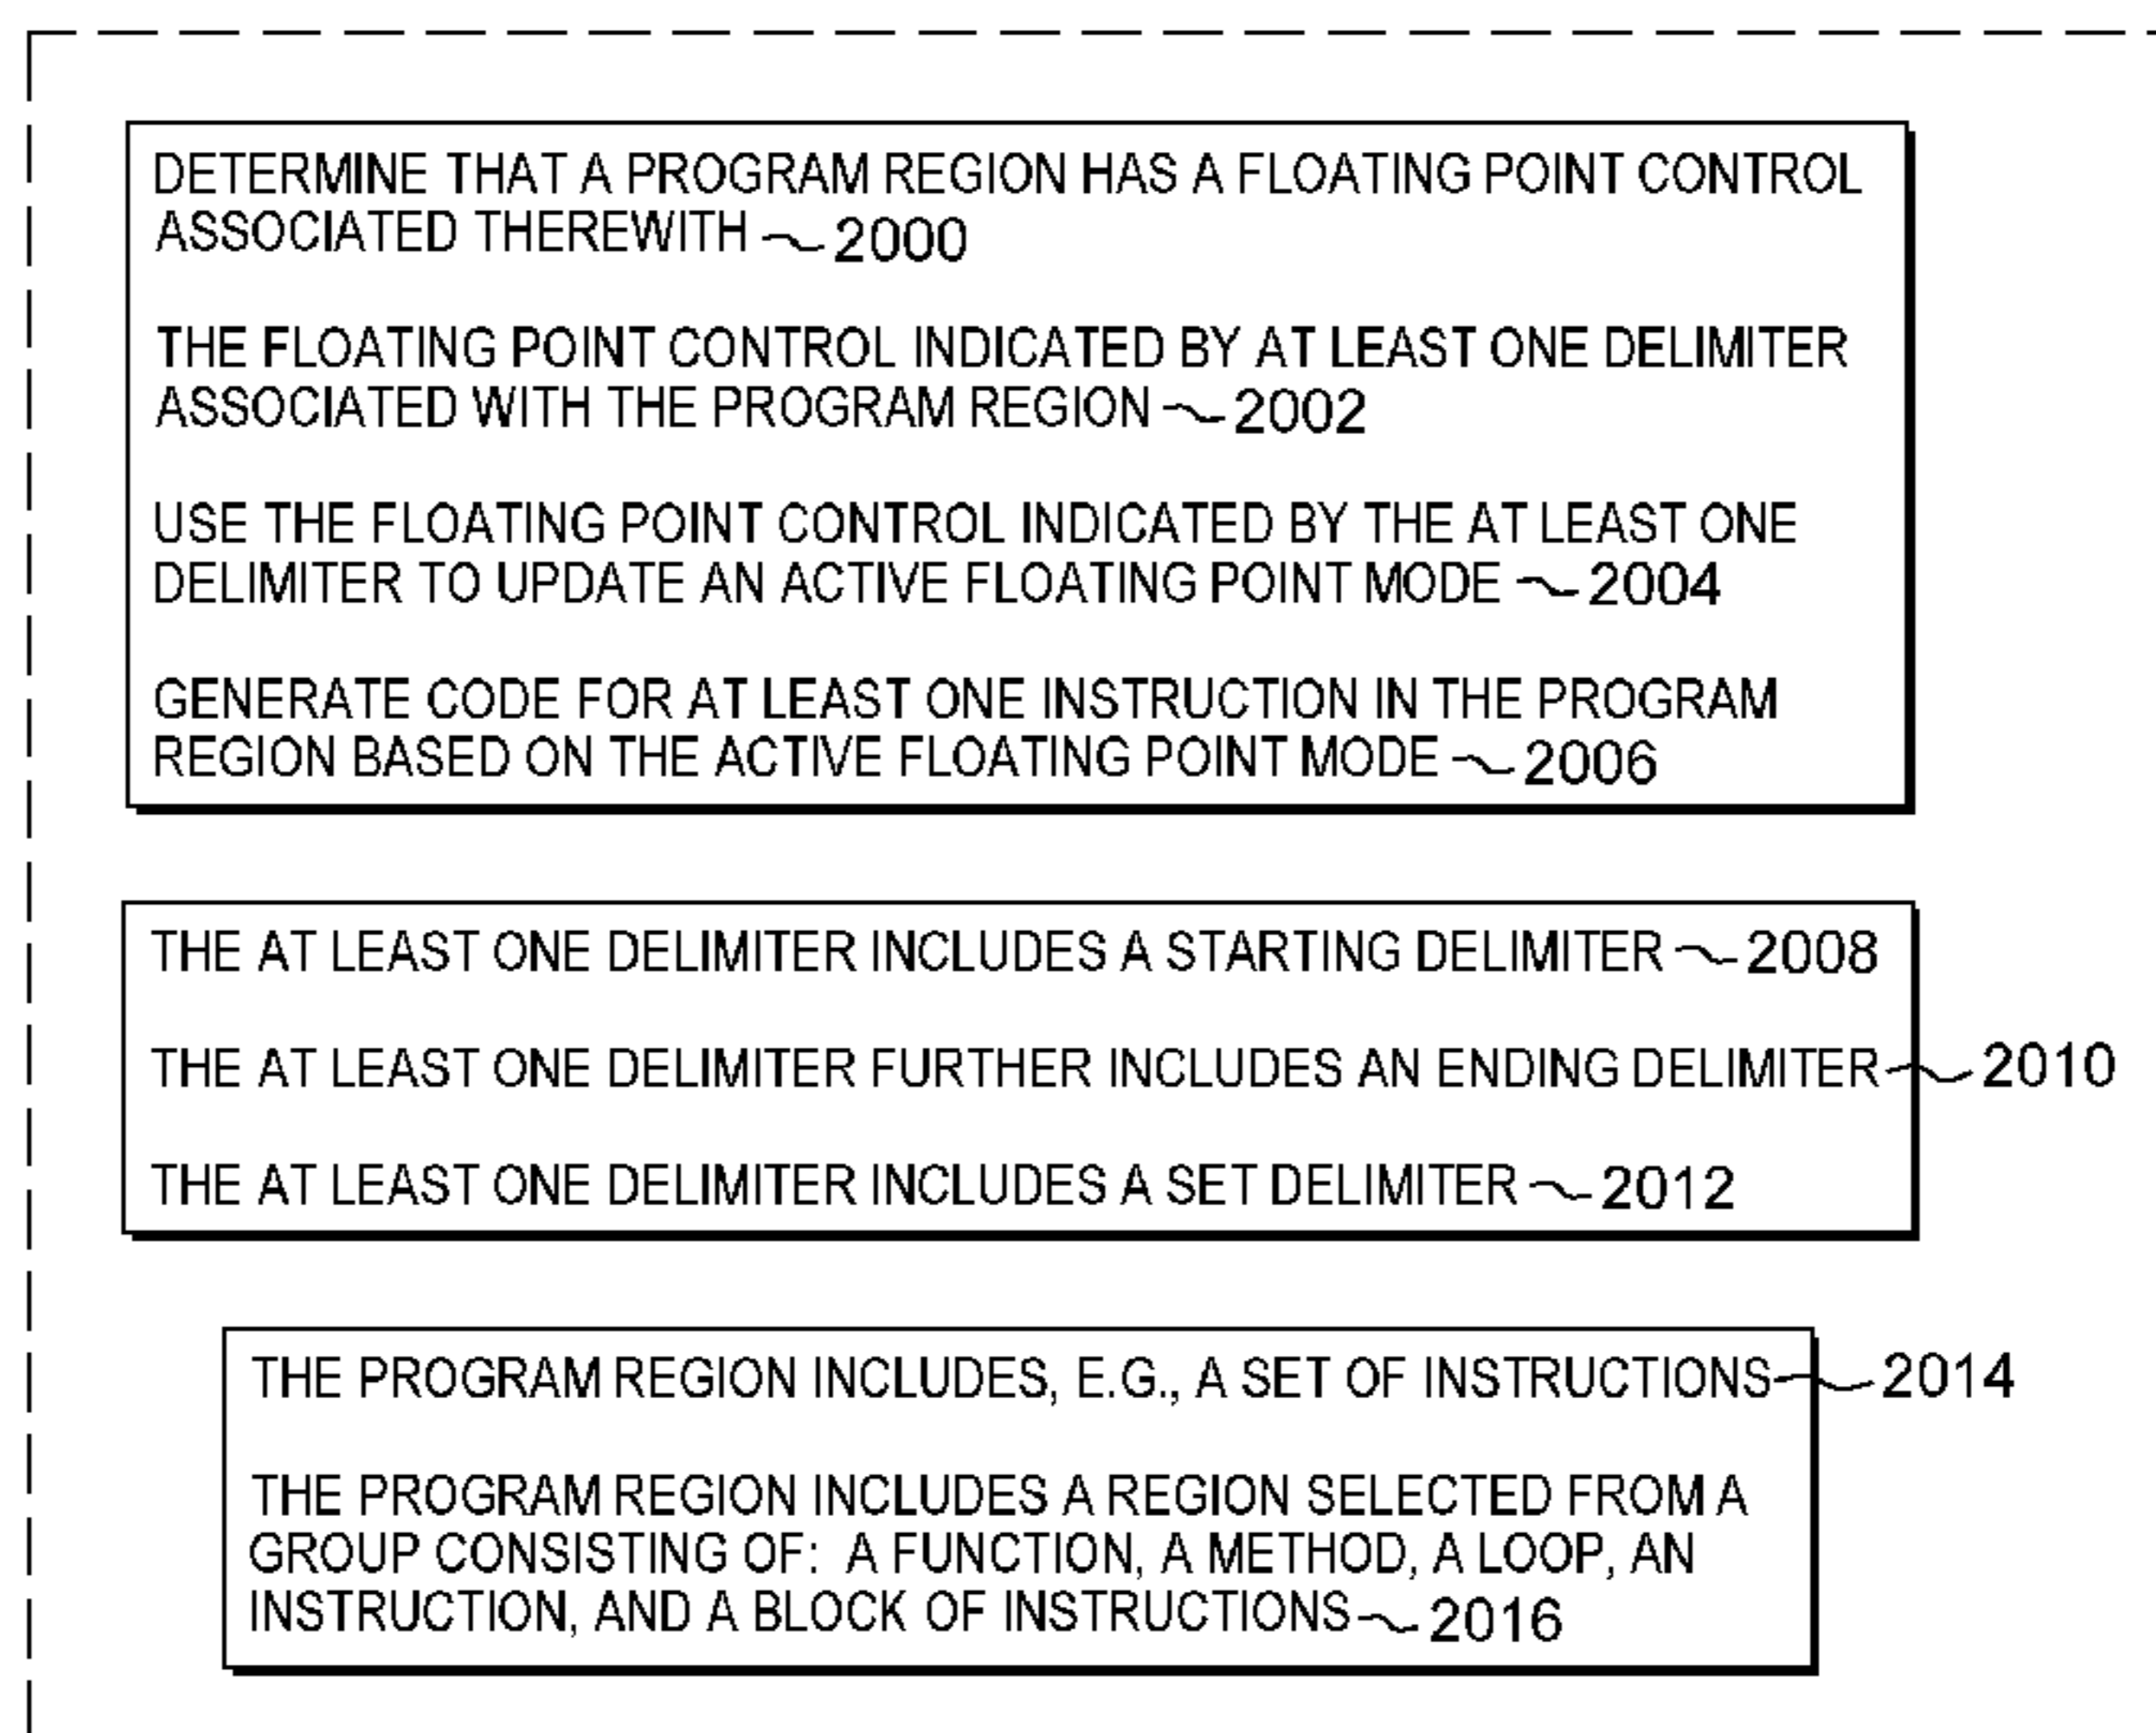 DETERMINE THAT A PROGRAM REGION HAS A FLOATING POINT CONTROL
ASSOCIATED THEREWITH 2000
THE FLOATING POINT CONTROL INDICATED BY AT LEAST ONE DELIMITER
ASSOCIATED WITH THE PROGRAM REGION 2002
USE THE FLOATING POINT CONTROL INDICATED BY THE AT LEAST ONE
DELIMITER TO UPDATE AN ACTIVE FLOATING POINT MODE 2004
GENERATE CODE FOR AT LEAST ONE INSTRUCTION IN THE PROGRAM
REGION BASED ON THE ACTIVE FLOATING POINT MODE 2006
THE AT LEAST ONE DELIMITER INCLUDES A STARTING DELIMITER 2008
THE AT LEAST ONE DELIMITER FURTHER INCLUDES AN ENDING DELIMITER 2010
THE AT LEAST ONE DELIMITER INCLUDES A SET DELIMITER 2012
THE PROGRAM REGION INCLUDES, E.G., A SET OF INSTRUCTIONS 2014
THE PROGRAM REGION INCLUDES A REGION SELECTED FROM A
GROUP CONSISTING OF: A FUNCTION, A METHOD, A LOOP, AN
INSTRUCTION, AND A BLOCK OF INSTRUCTIONS 2016